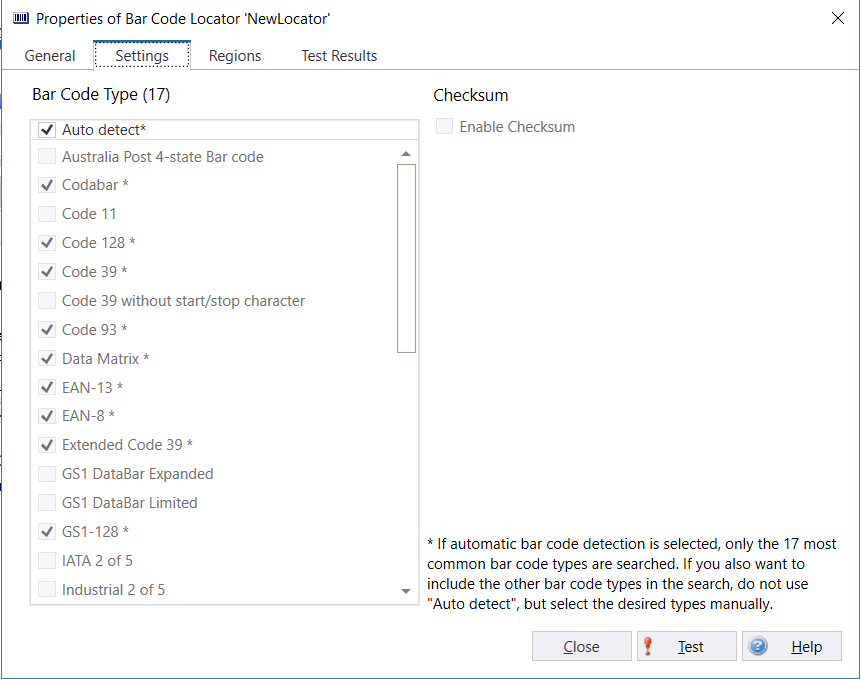 Properties of Bar Code Locator 'NewLocator'
General Settings Regions Test Results
Bar Code Type (17)
Auto detect*
Australia Post 4-state Bar code
Codabar *
Code 11
Code 128 *
Code 39 *
Code 39 without start/stop character
Code 93 *
Data Matrix *
EAN-13 *
EAN-8 *
Extended Code 39 *
GS1 DataBar Expanded
GS1 DataBar Limited
GS1-128 *
IATA 2 of 5
Industrial 2 of 5
Checksum
Enable Checksum
* If automatic bar code detection is selected, only the 17 most
common bar code types are searched. If you also want to
include the other bar code types in the search, do not use
"Auto detect", but select the desired types manually.
Close Test Help